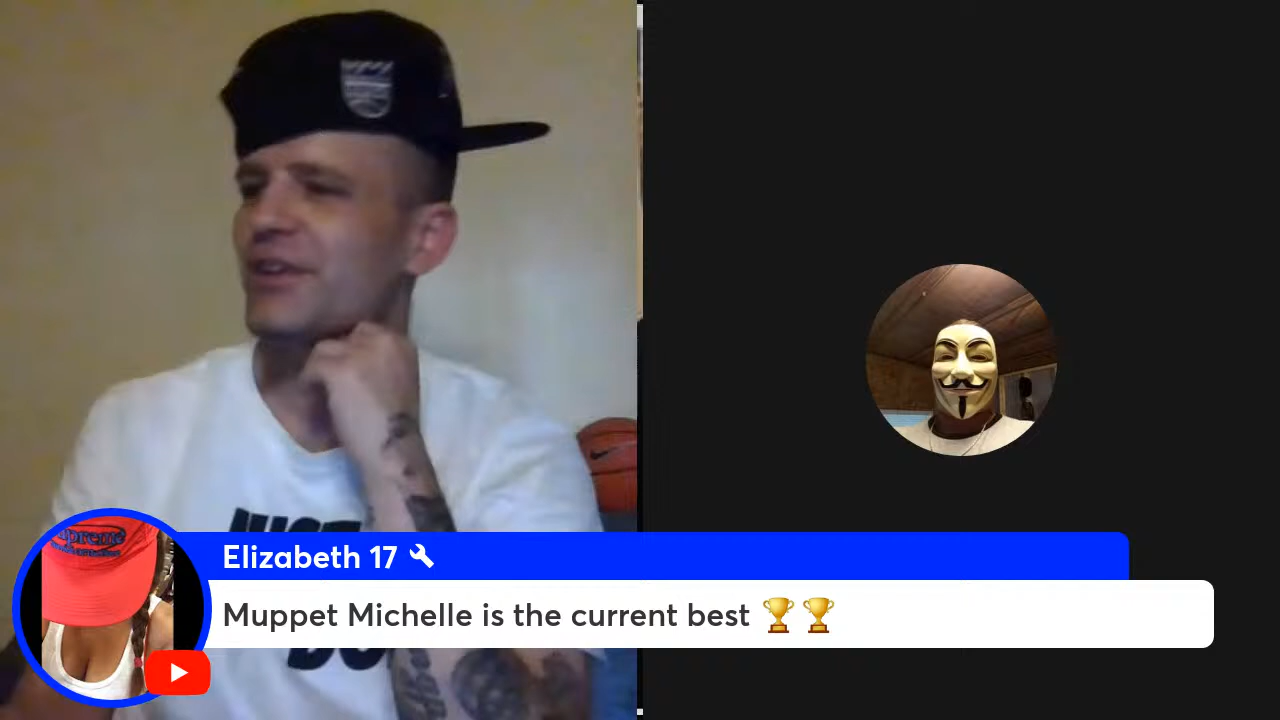 Elizabeth 17
Muppet Michelle is the current best 🏆🏆